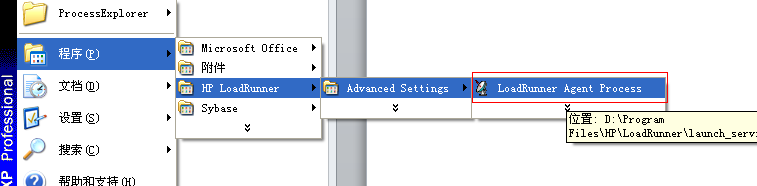 ProcessExplorer
程序(P)
文档(D)
设置(S)
搜索(C)
帮助和支持(H)
XP Professional
Microsoft Office
附件
HP LoadRunner
Sybase
Advanced Settings
LoadRunner Agent Process
位置: D:\Program
Files\HP\LoadRunner\launch_serv